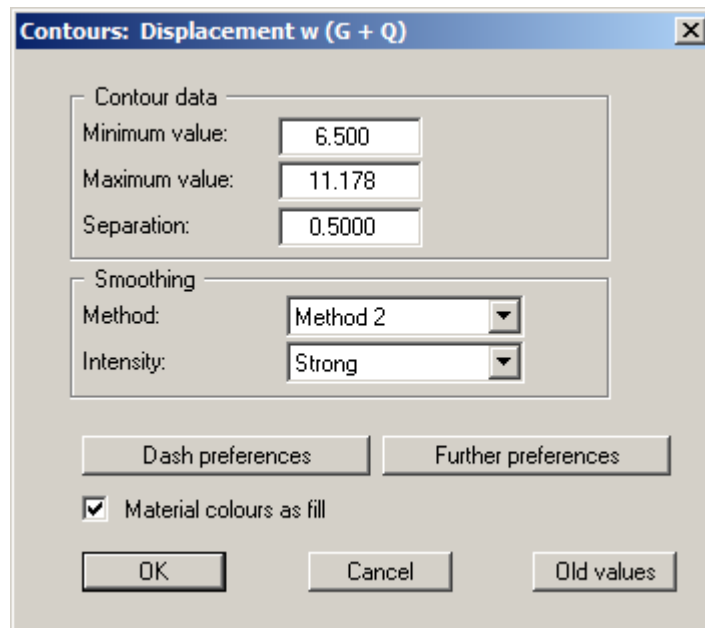 Contours: Displacement w (G + Q)
Contour data
Minimum value: 6.500
Maximum value: 11.178
Separation: 0.5000
Smoothing
Method: Method 2
Intensity: Strong
Dash preferences Further preferences
Material colours as fill
OK Cancel Old values